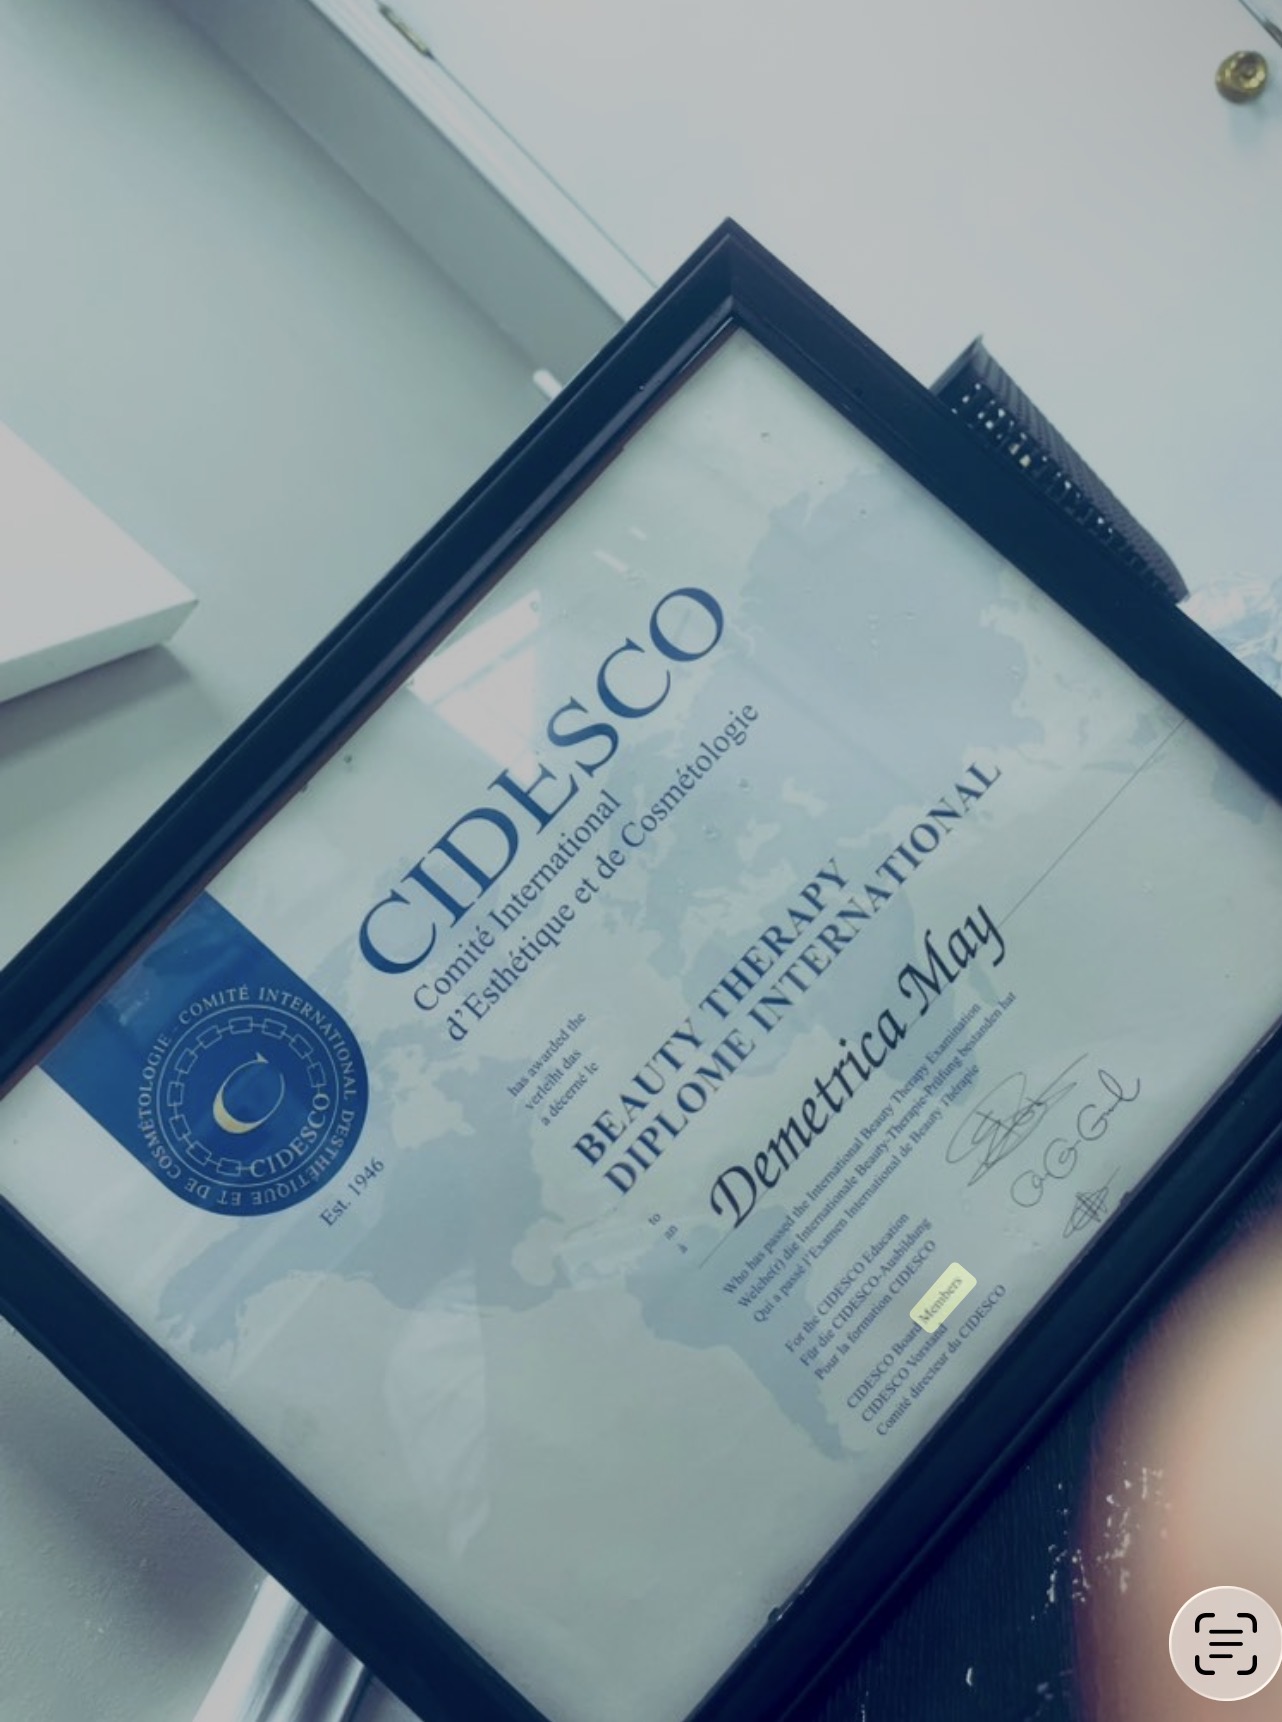 CIDESCO
Comité International
d'Esthétique et de Cosmétologie
COMITÉ INTERNATIONAL D'ESTHÉTIQUE ET DE COSMÉTOLOGIE -
C
CIDESCO
Est. 1946
has awarded the
verleiht das
a décerné le
BEAUTY THERAPY
DIPLOME INTERNATIONAL
to
an
à
Demetrica May
Who has passed the International Beauty Therapy Examination
Welche(r) die Internationale Beauty-Therapie-Prüfung bestanden hat
Qui a passé l'Examen International de Beauty Thérapie
For the CIDESCO Education
Für die CIDESCO-Ausbildung
Pour la formation CIDESCO
CIDESCO Board Members
CIDESCO Vorstand
Comité directeur du CIDESCO